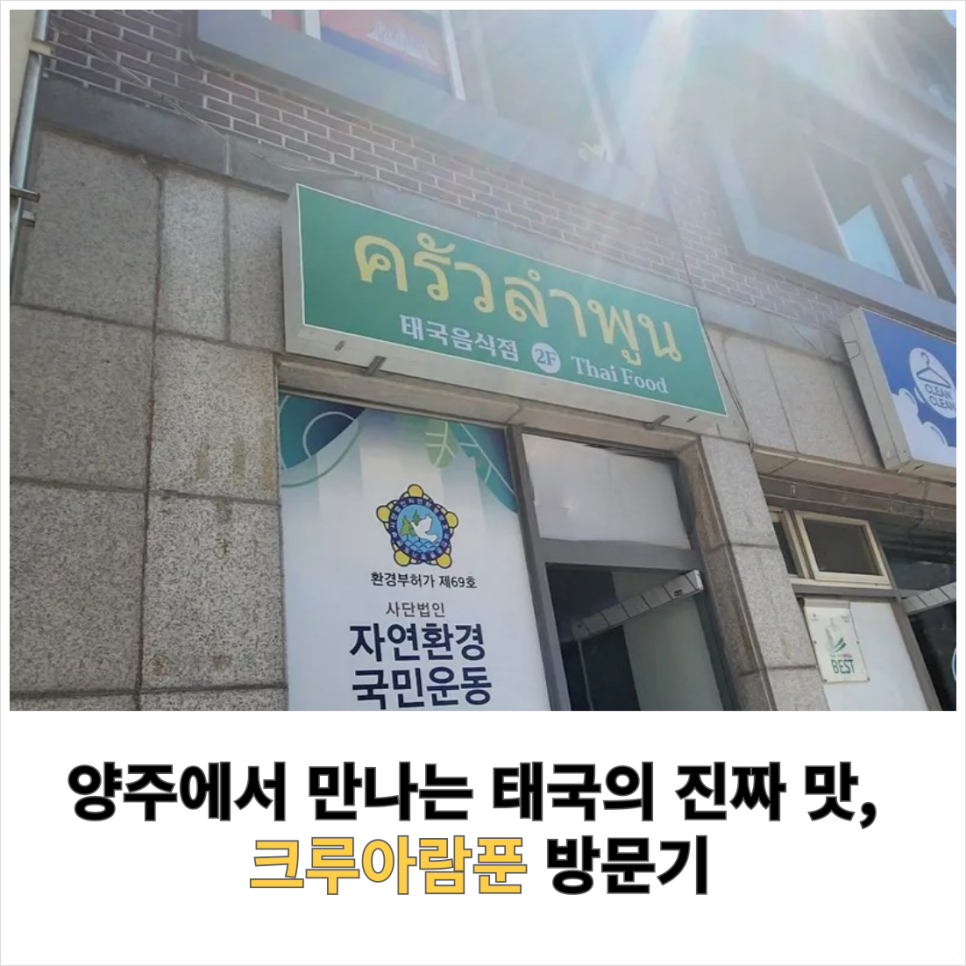 ครัวลำพูน
태국음식점 2F Thai Food
CLEAN
CLEAN
환경부허가 제69호
사단법인
자연환경
국민운동
BEST
양주에서 만나는 태국의 진짜 맛,
크루아람푼 방문기